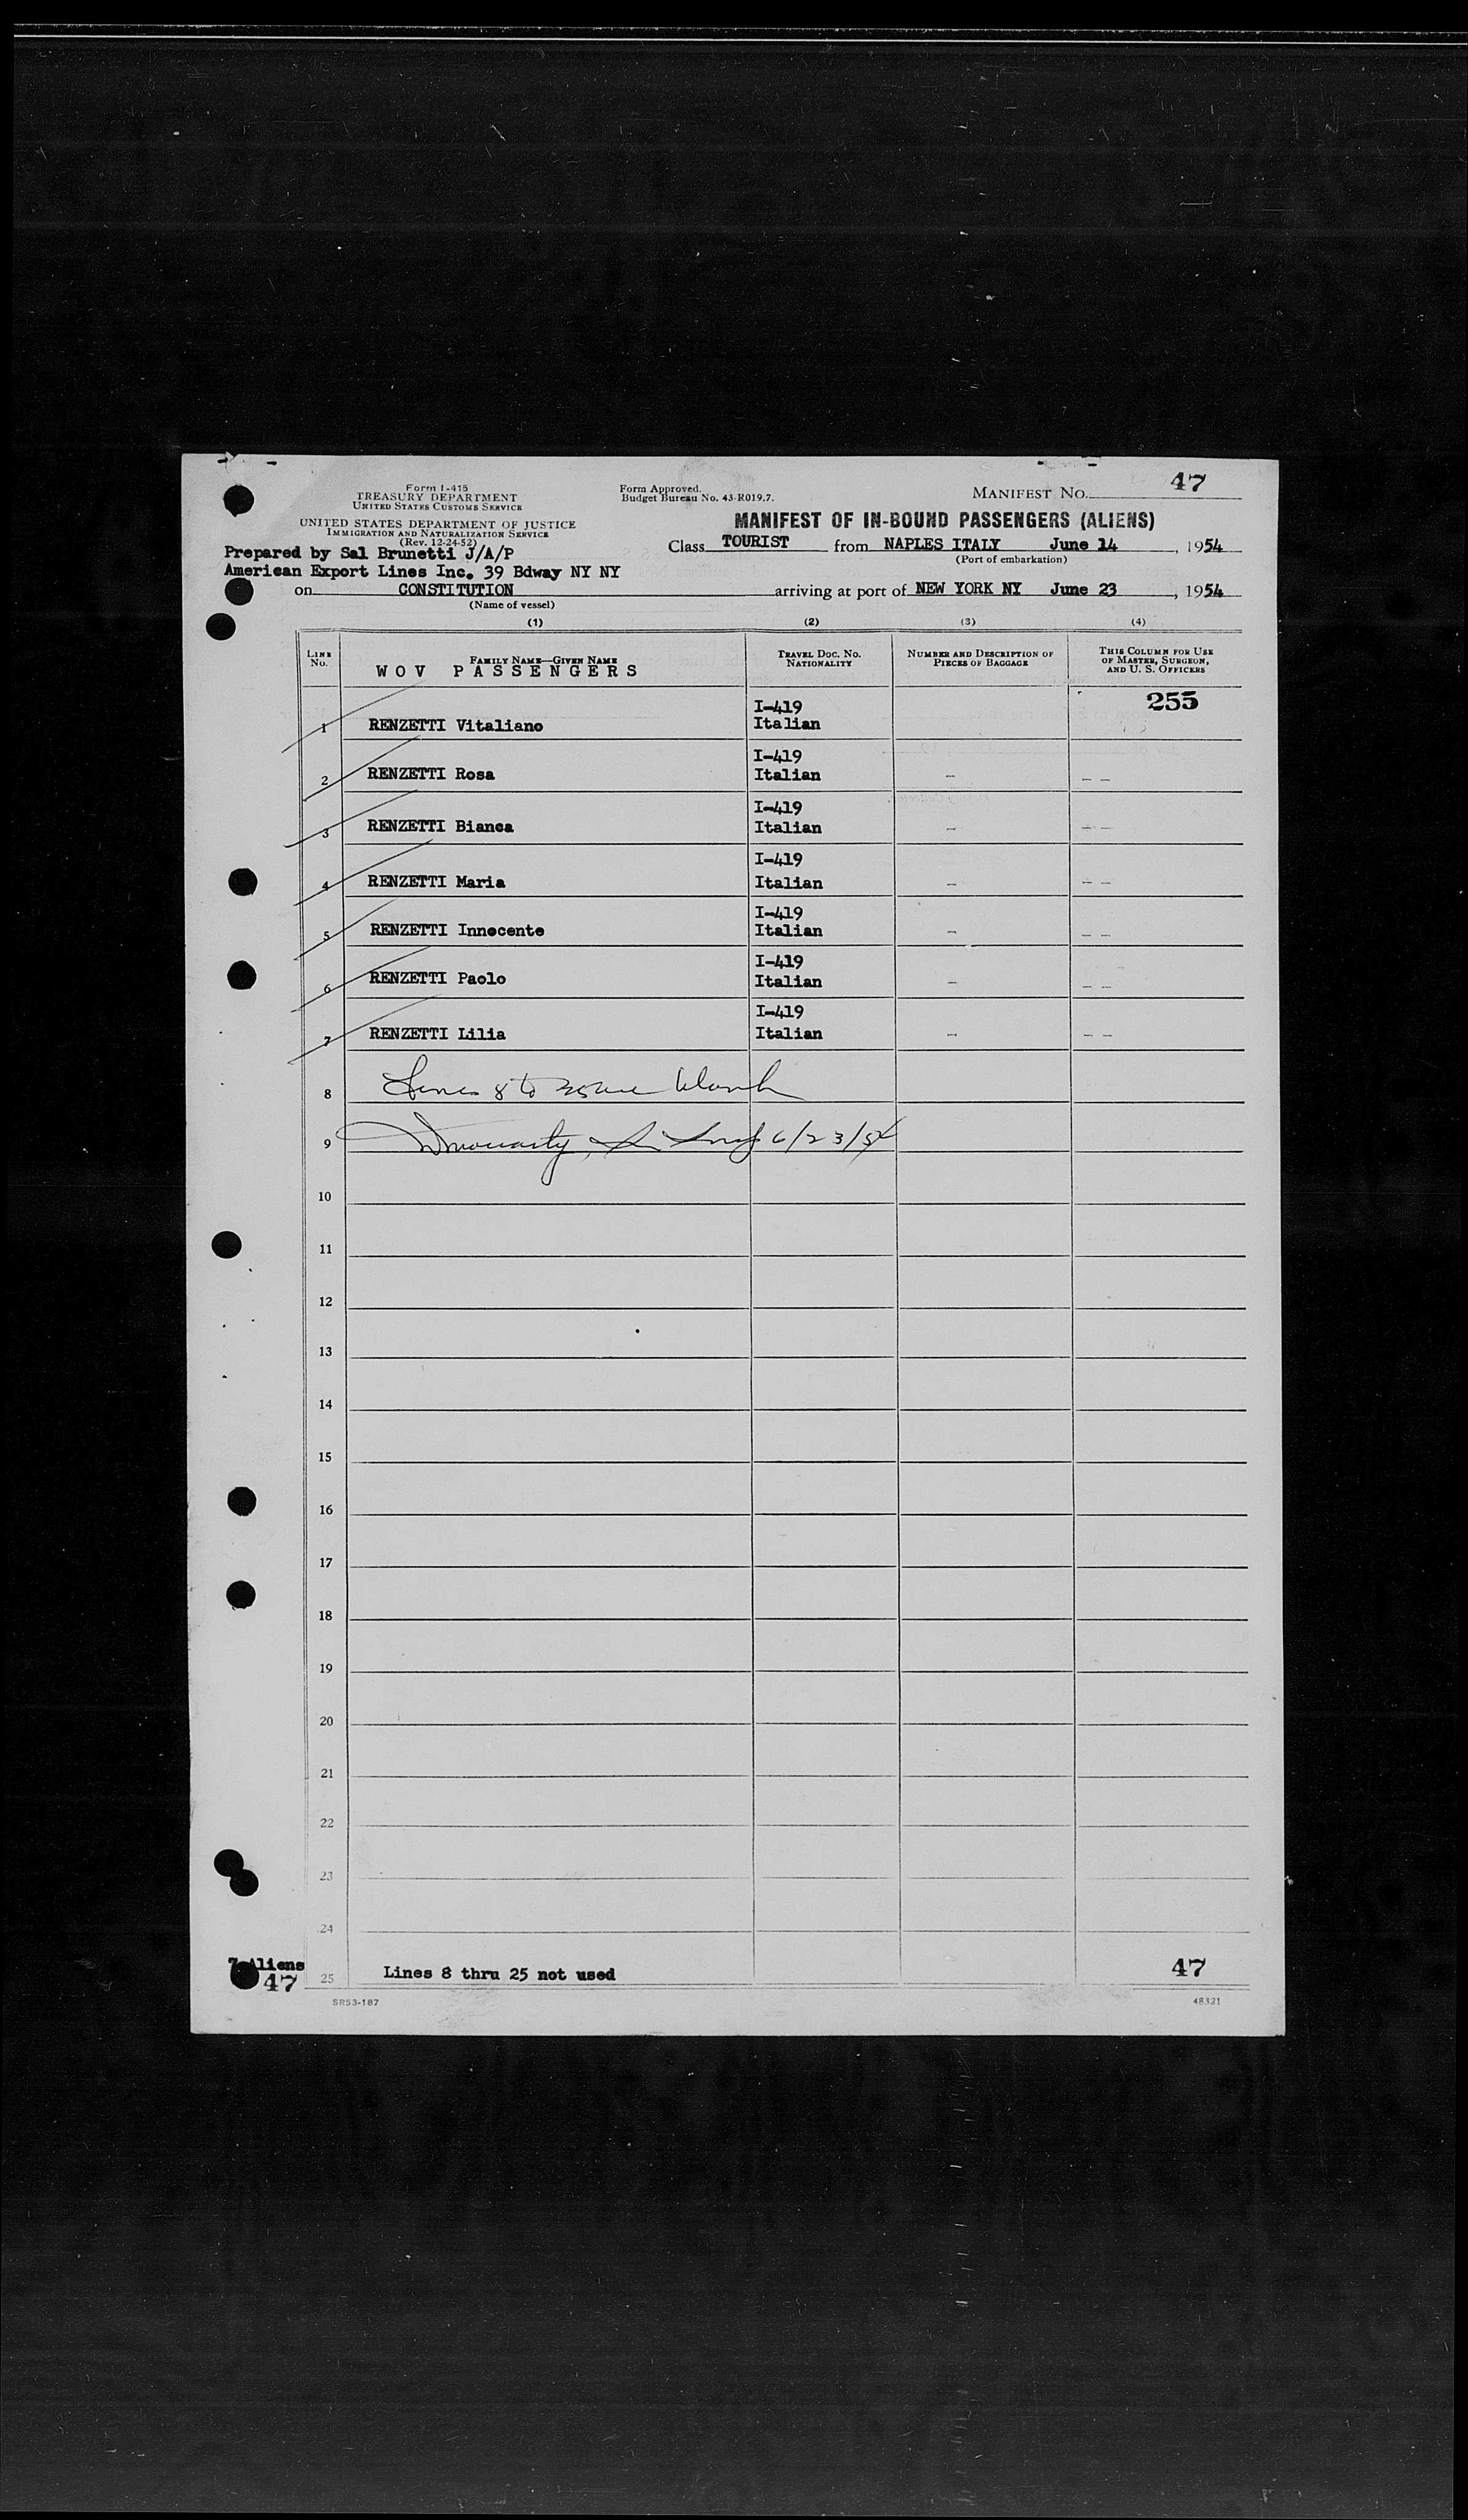 Form I-415
TREASURY DEPARTMENT
UNITED STATES CUSTOMS SERVICE
UNITED STATES DEPARTMENT OF JUSTICE
IMMIGRATION AND NATURALIZATION SERVICE
(Rev. 12-24-52)
Prepared by Sal Brunetti J/A/P
American Export Lines Inc. 39 Bdway NY NY
Form Approved.
Budget Bureau No. 43-R019.7.
MANIFEST NO. 47
MANIFEST OF IN-BOUND PASSENGERS (ALIENS)
Class TOURIST from NAPLES ITALY June 14, 1954
(Port of embarkation)
on CONSTITUTION arriving at port of NEW YORK NY June 23, 1954
(Name of vessel)
(1) (2) (3) (4)
LINE NO. FAMILY NAME—GIVEN NAME TRAVEL DOC. NO. NATIONALITY NUMBER AND DESCRIPTION OF PIECES OF BAGGAGE THIS COLUMN FOR USE OF MASTER, SURGEON, AND U. S. OFFICERS
WOV PASSENGERS
255
1 RENZETTI Vitaliano I-419 Italian
2 RENZETTI Rosa I-419 Italian - - -
3 RENZETTI Bianca I-419 Italian - - -
4 RENZETTI Maria I-419 Italian - - -
5 RENZETTI Innocente I-419 Italian - - -
6 RENZETTI Paolo I-419 Italian - - -
7 RENZETTI Lilia I-419 Italian - - -
8 Lines 8 to blank
9 6/23/54
10
11
12
13
14
15
16
17
18
19
20
21
22
23
24
7 Aliens
47
25 Lines 8 thru 25 not used 47
SR53-187 48321